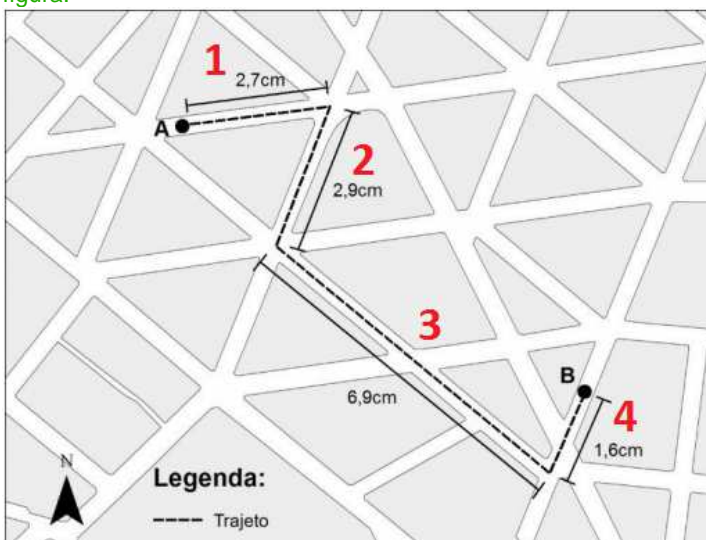 figura.
1
2,7cm
A
2
2,9cm
3
6,9cm
B
4
1,6cm
N
Legenda:
Trajeto